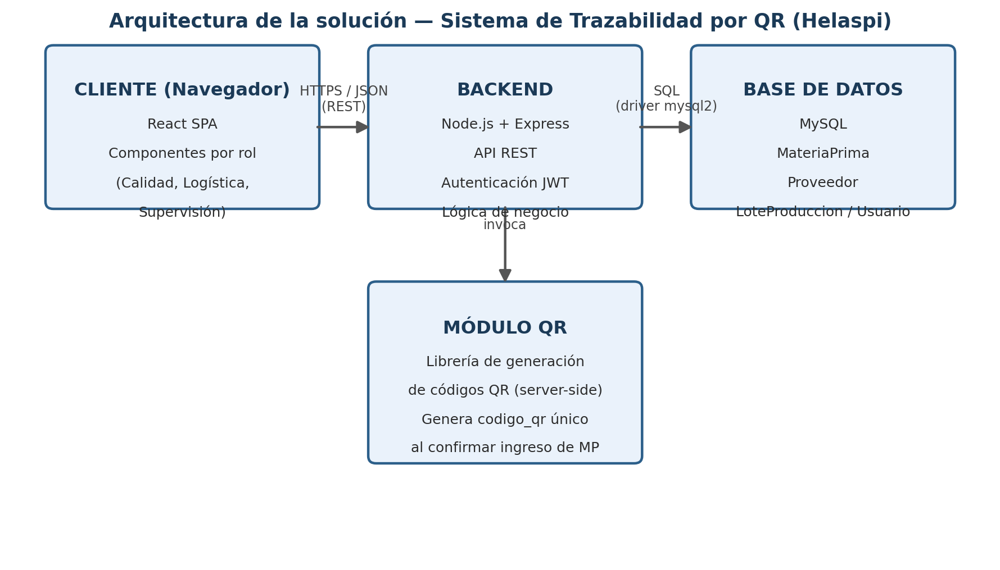 Arquitectura de la solución — Sistema de Trazabilidad por QR (Helaspi)
CLIENTE (Navegador)
React SPA
Componentes por rol
(Calidad, Logística,
Supervisión)
HTTPS / JSON
(REST)
BACKEND
Node.js + Express
API REST
Autenticación JWT
Lógica de negocio
SQL
(driver mysql2)
BASE DE DATOS
MySQL
MateriaPrima
Proveedor
LoteProduccion / Usuario
invoca
MÓDULO QR
Librería de generación
de códigos QR (server-side)
Genera codigo_qr único
al confirmar ingreso de MP